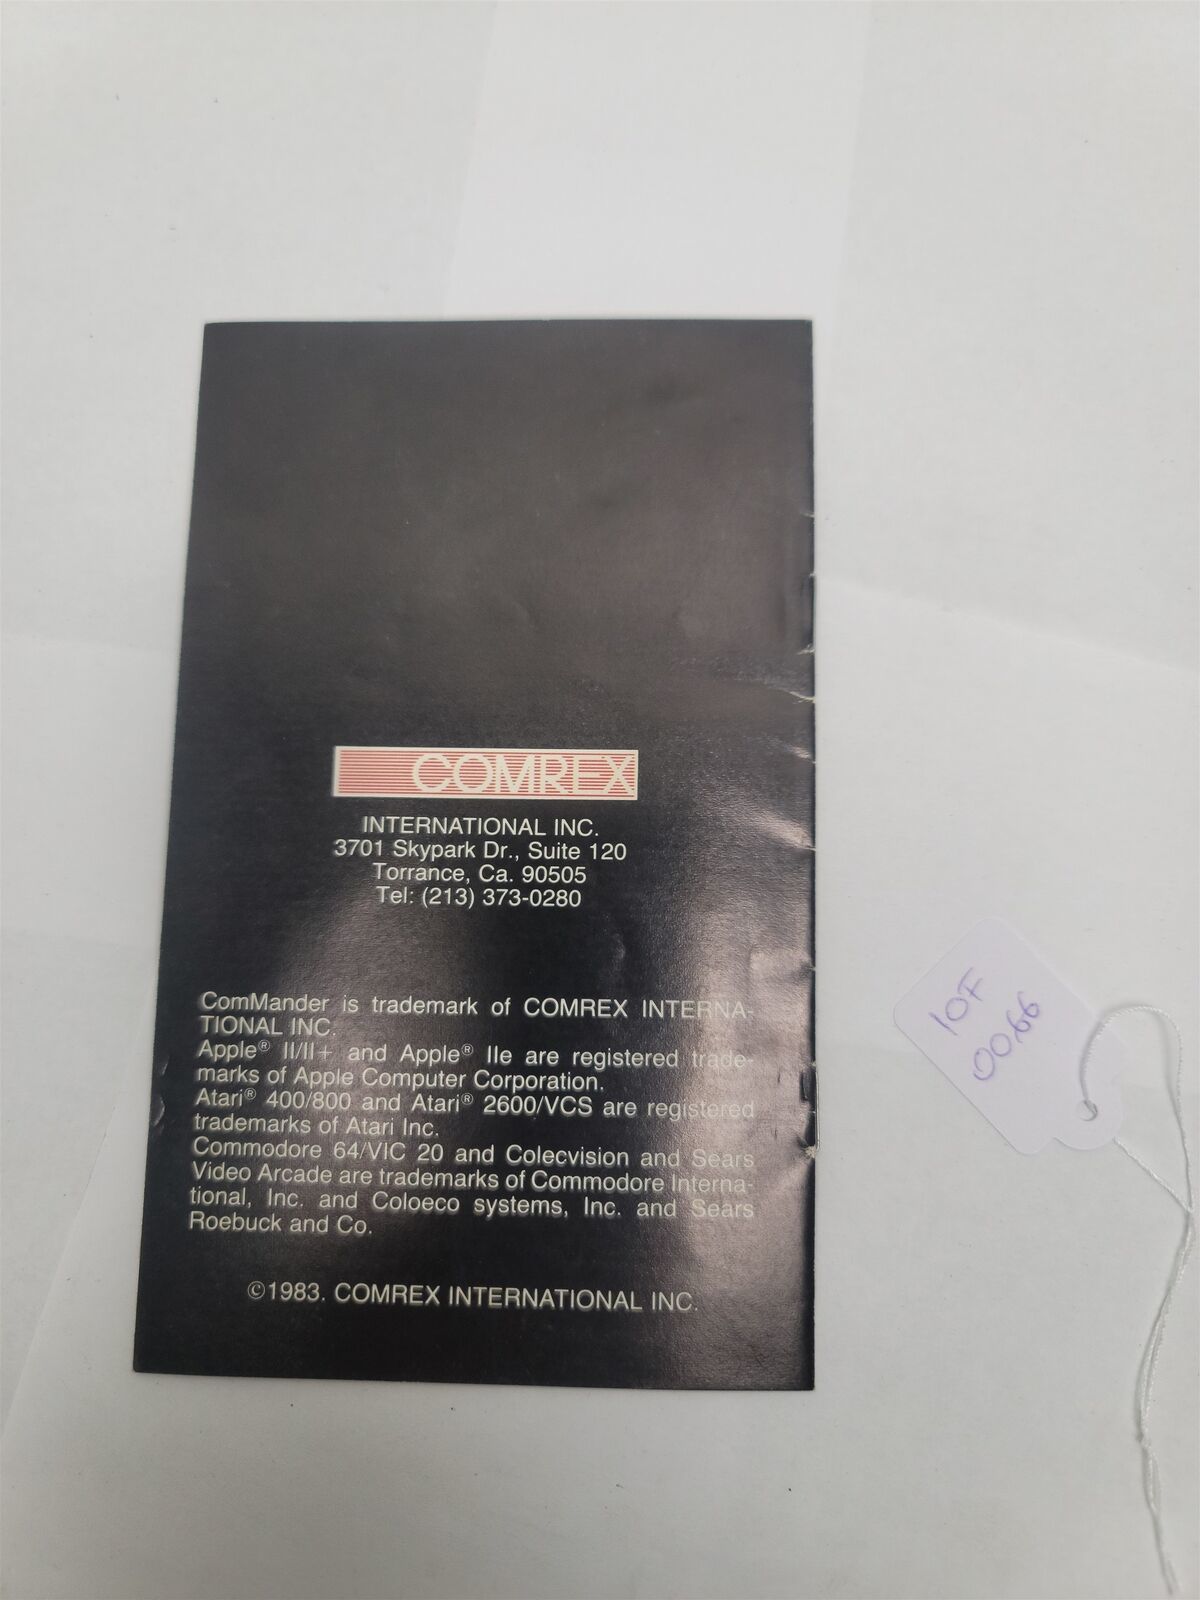 COMREX
INTERNATIONAL INC.
3701 Skypark Dr., Suite 120
Torrance, Ca. 90505
Tel: (213) 373-0280
ComMander is trademark of COMREX INTERNA-
TIONAL INC.
Apple® II/II+ and Apple® IIe are registered trade-
marks of Apple Computer Corporation.
Atari® 400/800 and Atari® 2600/VCS are registered
trademarks of Atari Inc.
Commodore 64/VIC 20 and Colecvision and Sears
Video Arcade are trademarks of Commodore Interna-
tional, Inc. and Coloeco systems, Inc. and Sears
Roebuck and Co.
©1983. COMREX INTERNATIONAL INC.
IOF
0066